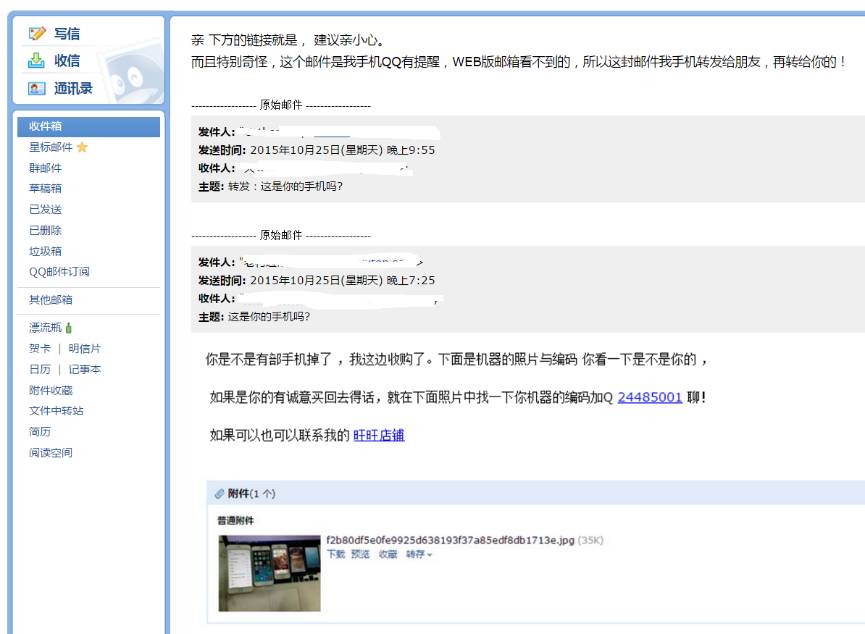 写信
收信
通讯录
收件箱
星标邮件
群邮件
草稿箱
已发送
已删除
垃圾箱
QQ邮件订阅
其他邮箱
漂流瓶
贺卡 | 明信片
日历 | 记事本
附件收藏
文件中转站
简历
阅读空间
亲 下方的链接就是， 建议亲小心。
而且特别奇怪，这个邮件是我手机QQ有提醒，WEB版邮箱看不到的，所以这封邮件我手机转发给朋友，再转给你的！
------------------ 原始邮件 ------------------
发件人:
发送时间: 2015年10月25日(星期天) 晚上9:55
收件人:
主题: 转发：这是你的手机吗?
------------------ 原始邮件 ------------------
发件人:
发送时间: 2015年10月25日(星期天) 晚上7:25
收件人:
主题: 这是你的手机吗?
你是不是有部手机掉了 ，我这边收购了。下面是机器的照片与编码 你看一下是不是你的 ，
如果是你的有诚意买回去得话，就在下面照片中找一下你机器的编码加Q 24485001 聊!
如果可以也可以联系我的 旺旺店铺
附件(1 个)
普通附件
f2b80df5e0fe9925d638193f37a85edf8db1713e.jpg (35K)
下载 预览 收藏 转存